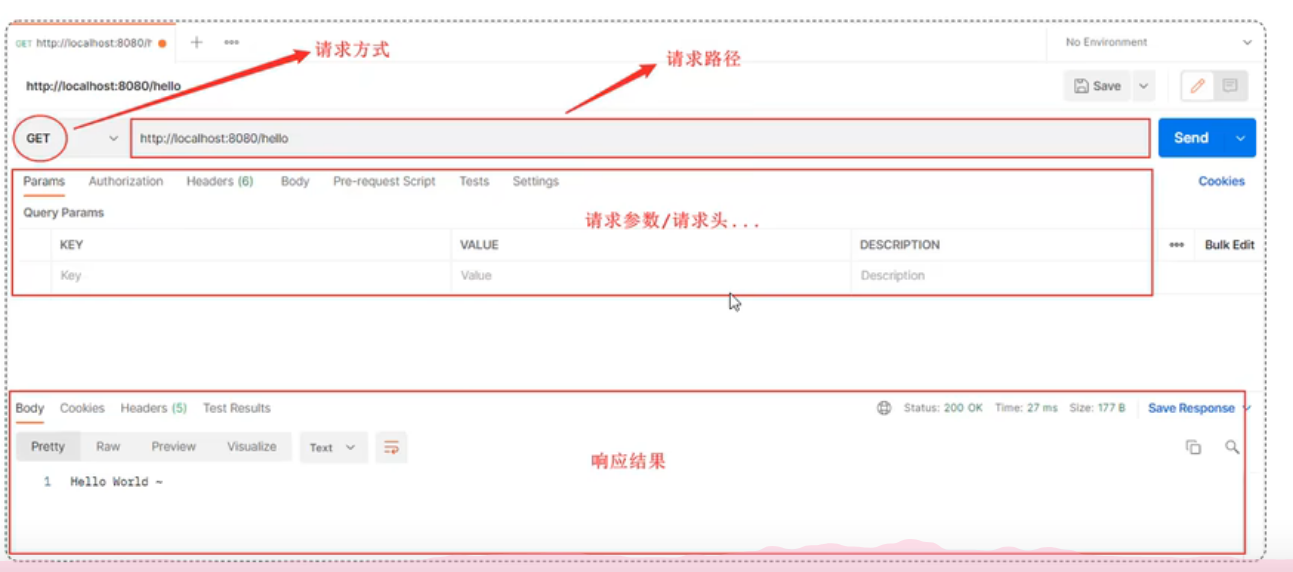 GET http://localhost:8080/h
No Environment
请求方式
请求路径
http://localhost:8080/hello
Save
GET
http://localhost:8080/hello
Send
Params Authorization Headers (6) Body Pre-request Script Tests Settings
Cookies
Query Params
请求参数/请求头...
KEY VALUE DESCRIPTION
Bulk Edit
Key Value Description
Body Cookies Headers (5) Test Results
Status: 200 OK Time: 27 ms Size: 177 B Save Response
Pretty Raw Preview Visualize Text
响应结果
1 Hello World ~